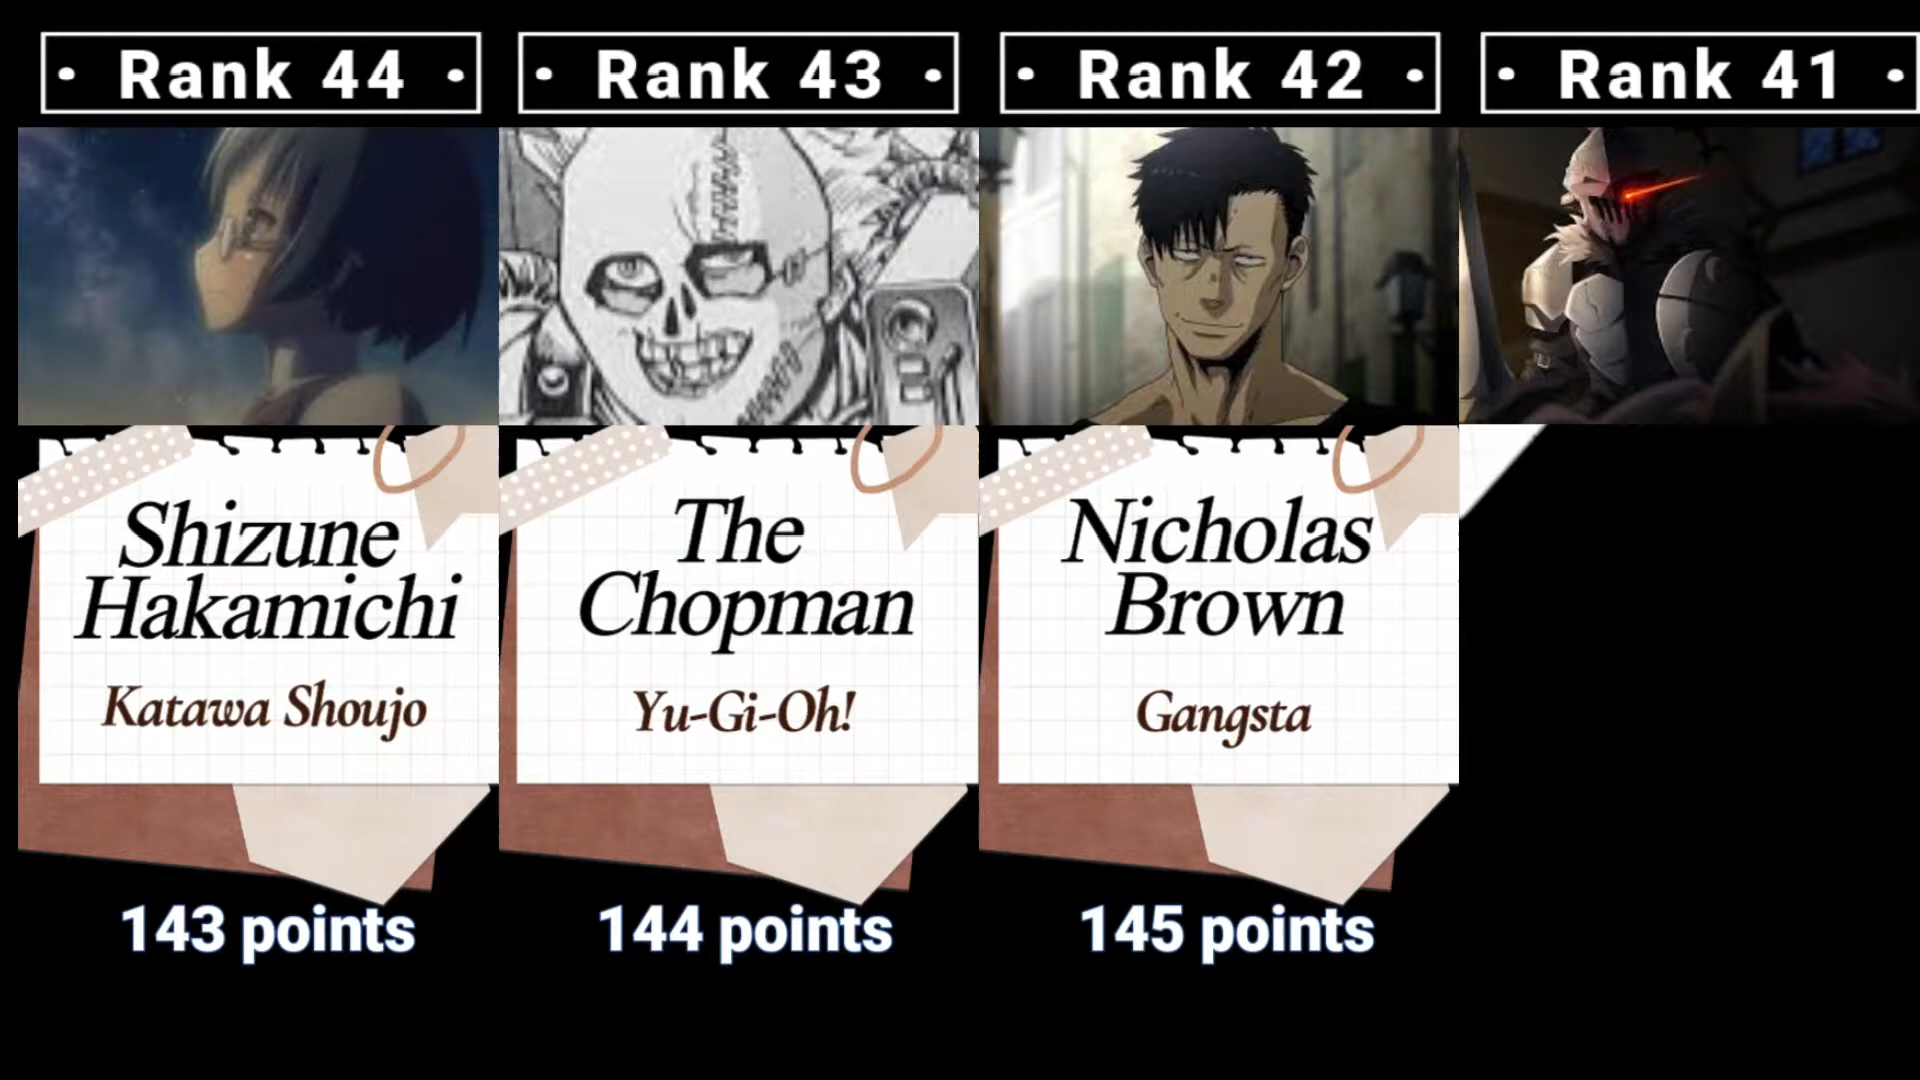 • Rank 44 •
• Rank 43 •
• Rank 42 •
• Rank 41 •
Shizune
Hakamichi
Katawa Shoujo
143 points
The
Chopman
Yu-Gi-Oh!
144 points
Nicholas
Brown
Gangsta
145 points